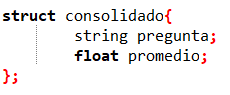 struct consolidado{
string pregunta;
float promedio;
};